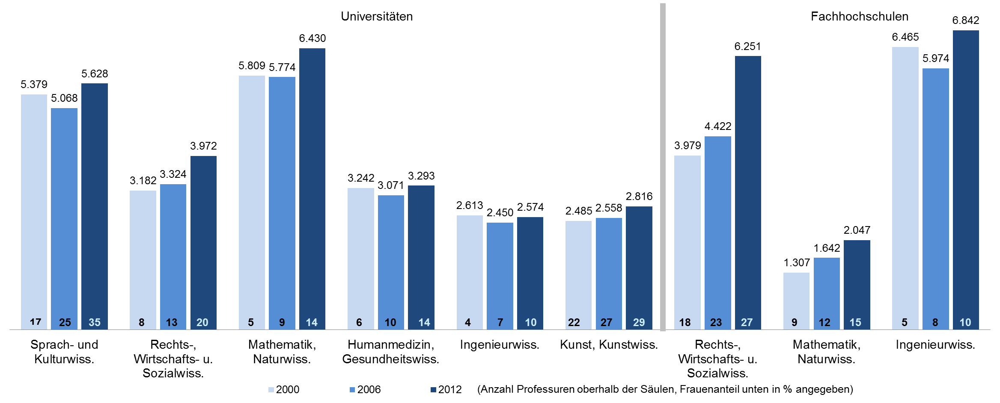 Universitäten
Fachhochschulen
5.379
5.068
5.628
3.182
3.324
3.972
5.809
5.774
6.430
3.242
3.071
3.293
2.613
2.450
2.574
2.485
2.558
2.816
3.979
4.422
6.251
1.307
1.642
2.047
6.465
5.974
6.842
17 25 35
8 13 20
5 9 14
6 10 14
4 7 10
22 27 29
18 23 27
9 12 15
5 8 10
Sprach- und
Kulturwiss.
Rechts-,
Wirtschafts- u.
Sozialwiss.
Mathematik,
Naturwiss.
Humanmedizin,
Gesundheitswiss.
Ingenieurwiss.
Kunst, Kunstwiss.
Rechts-,
Wirtschafts- u.
Sozialwiss.
Mathematik,
Naturwiss.
Ingenieurwiss.
2000 2006 2012 (Anzahl Professuren oberhalb der Säulen, Frauenanteil unten in % angegeben)